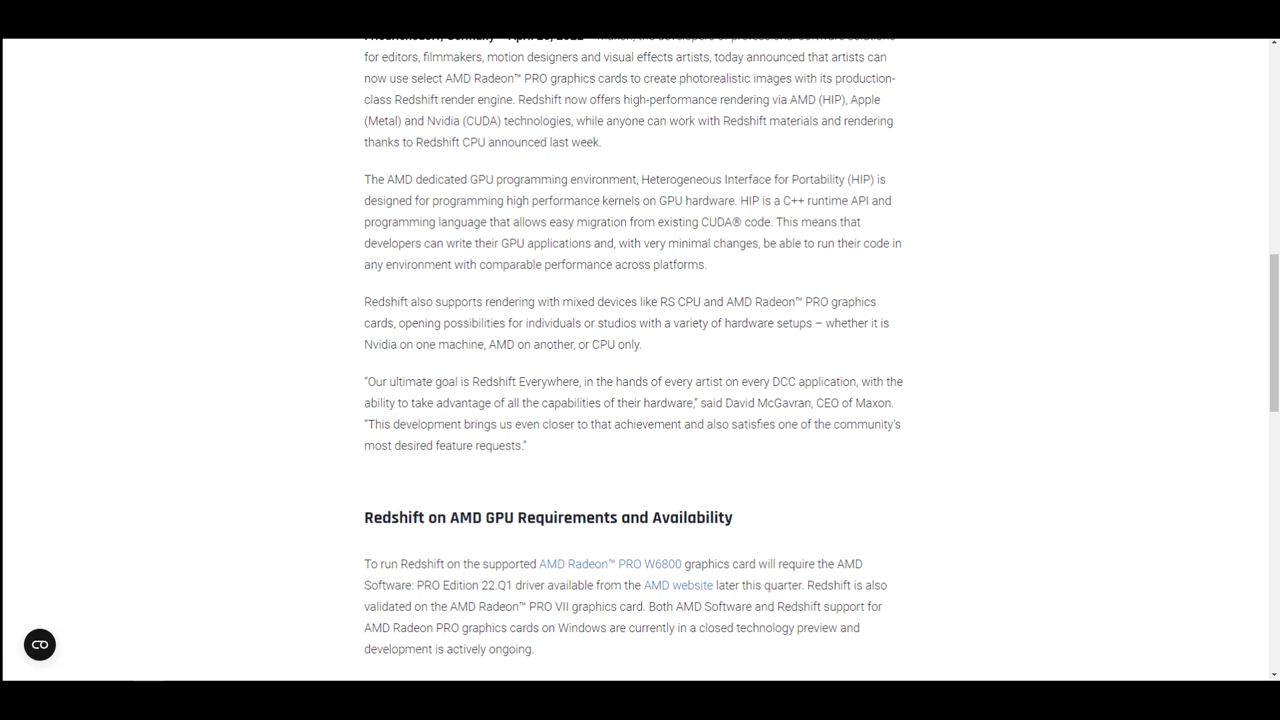 for editors, filmmakers, motion designers and visual effects artists, today announced that artists can
now use select AMD Radeon™ PRO graphics cards to create photorealistic images with its production-
class Redshift render engine. Redshift now offers high-performance rendering via AMD (HIP), Apple
(Metal) and Nvidia (CUDA) technologies, while anyone can work with Redshift materials and rendering
thanks to Redshift CPU announced last week.
The AMD dedicated GPU programming environment, Heterogeneous Interface for Portability (HIP) is
designed for programming high performance kernels on GPU hardware. HIP is a C++ runtime API and
programming language that allows easy migration from existing CUDA® code. This means that
developers can write their GPU applications and, with very minimal changes, be able to run their code in
any environment with comparable performance across platforms.
Redshift also supports rendering with mixed devices like RS CPU and AMD Radeon™ PRO graphics
cards, opening possibilities for individuals or studios with a variety of hardware setups – whether it is
Nvidia on one machine, AMD on another, or CPU only.
“Our ultimate goal is Redshift Everywhere, in the hands of every artist on every DCC application, with the
ability to take advantage of all the capabilities of their hardware,” said David McGavran, CEO of Maxon.
“This development brings us even closer to that achievement and also satisfies one of the community’s
most desired feature requests.”
Redshift on AMD GPU Requirements and Availability
To run Redshift on the supported AMD Radeon™ PRO W6800 graphics card will require the AMD
Software: PRO Edition 22.Q1 driver available from the AMD website later this quarter. Redshift is also
validated on the AMD Radeon™ PRO VII graphics card. Both AMD Software and Redshift support for
AMD Radeon PRO graphics cards on Windows are currently in a closed technology preview and
development is actively ongoing.